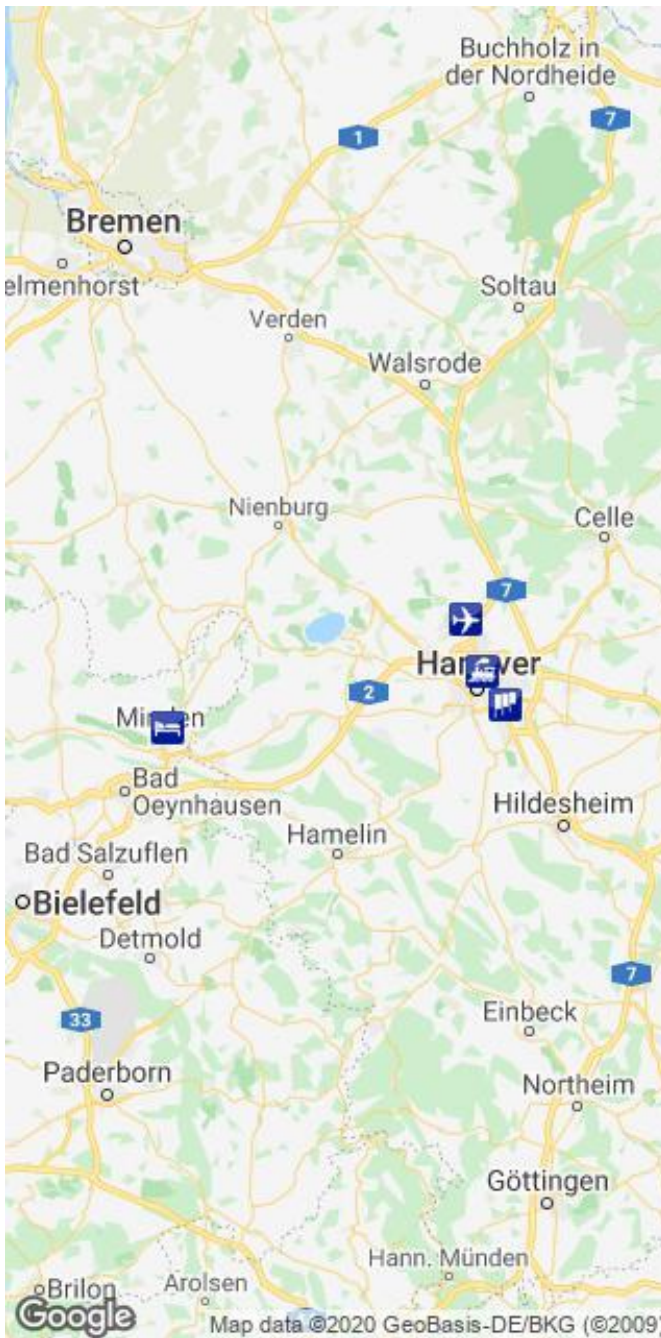 Buchholz in
der Nordheide
7
1
Bremen
elmenhorst
Soltau
Verden
Walsrode
Nienburg
Celle
7
Hanover
2
Minden
Bad
Oeynhausen
Hildesheim
Hamelin
Bad Salzuflen
Bielefeld
Detmold
7
33
Einbeck
Paderborn
Northeim
Göttingen
Hann. Münden
Brilon
Arolsen
Google
Map data ©2020 GeoBasis-DE/BKG (©2009)